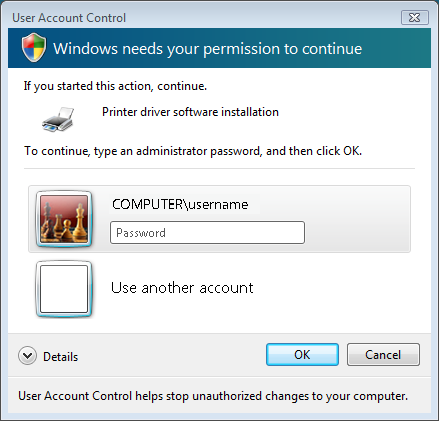 User Account Control
Windows needs your permission to continue
If you started this action, continue.
Printer driver software installation
To continue, type an administrator password, and then click OK.
COMPUTER\username
Password
Use another account
Details
OK
Cancel
User Account Control helps stop unauthorized changes to your computer.